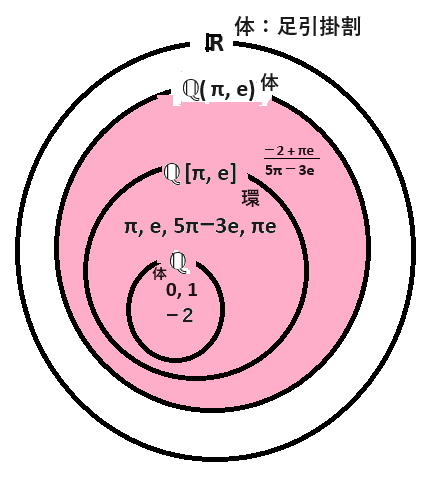 体：足引掛割
ℝ
ℚ(π, e) 体
−2＋πe
5π−3e
ℚ[π, e]
環
π, e, 5π−3e, πe
ℚ
体
0, 1
−2